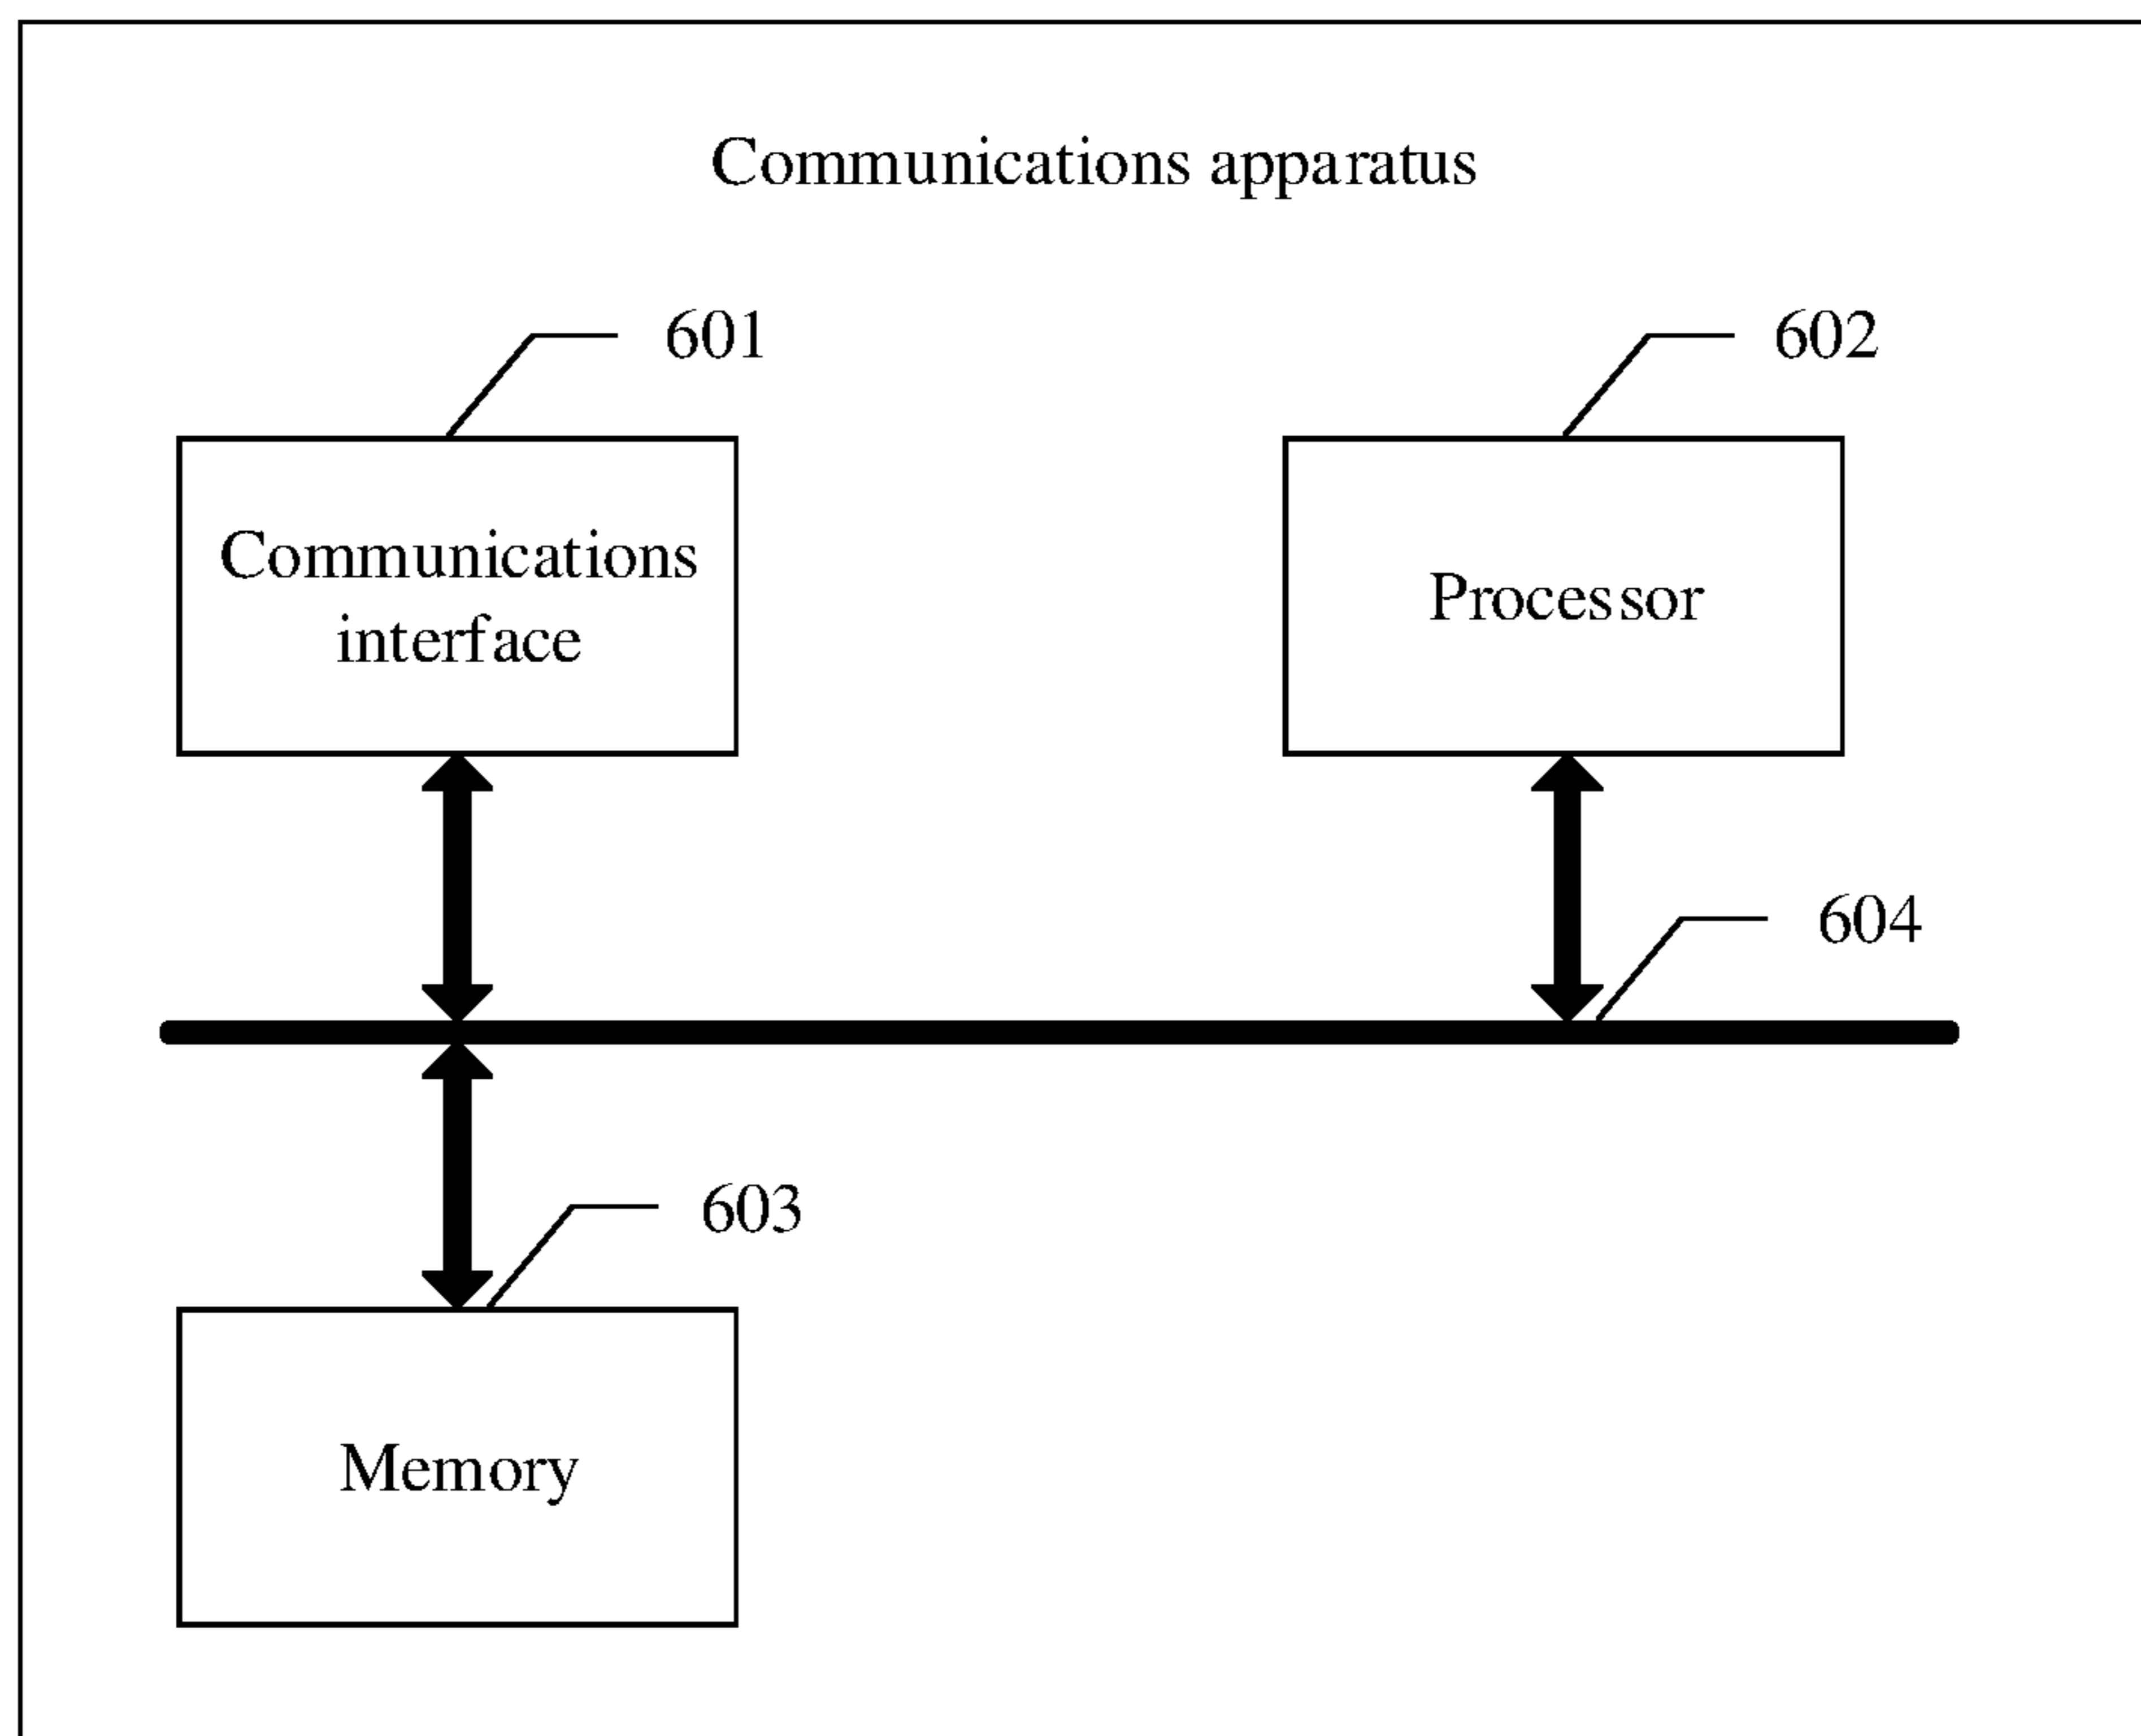 Communications apparatus
601
602
Communications
interface
Processor
604
603
Memory